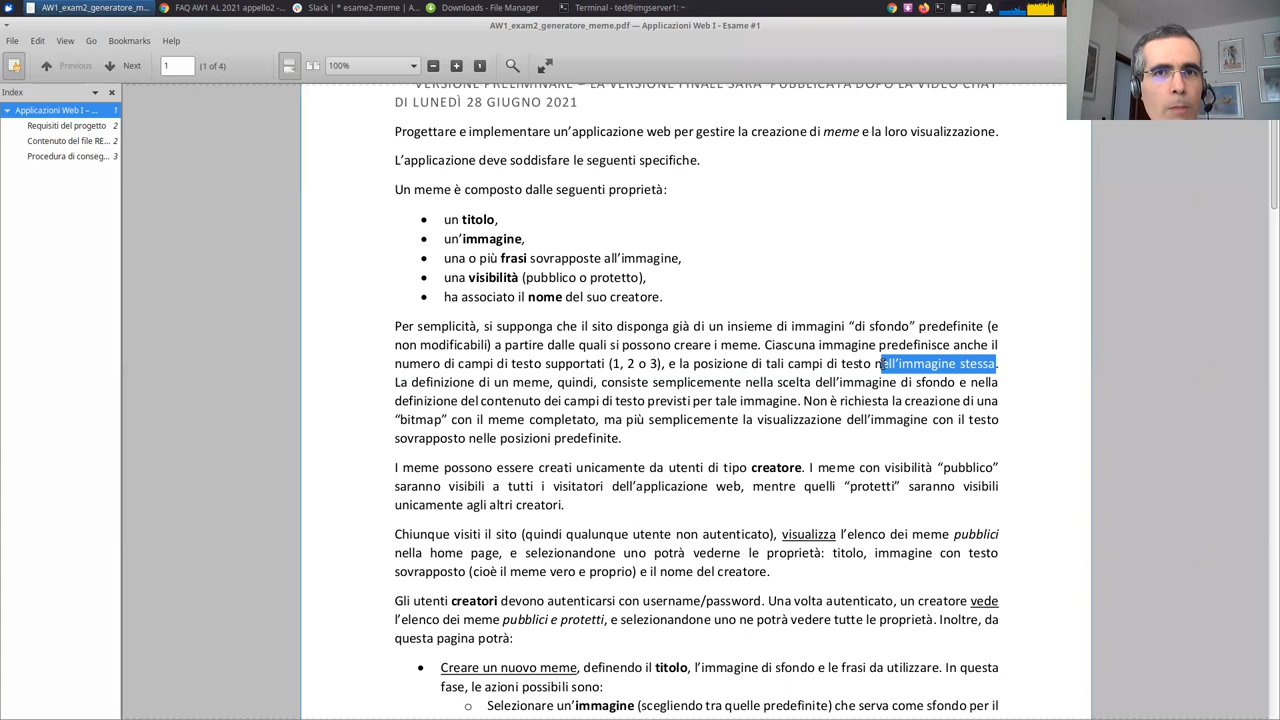 AW1_exam2_generatore_m...
FAQ AW1 AL 2021 appello2 -...
Slack | * esame2-meme | A...
Downloads - File Manager
Terminal - ted@imgserver1: ~
AW1_exam2_generatore_meme.pdf — Applicazioni Web I - Esame #1
File Edit View Go Bookmarks Help
Previous Next 1 (1 of 4) 100%
Index
Applicazioni Web I – ... 1
Requisiti del progetto 2
Contenuto del file RE... 2
Procedura di conseg... 3
VERSIONE PRELIMINARE – LA VERSIONE FINALE SARA' PUBBLICATA DOPO LA VIDEO CHAT
DI LUNEDÌ 28 GIUGNO 2021
Progettare e implementare un'applicazione web per gestire la creazione di meme e la loro visualizzazione.
L'applicazione deve soddisfare le seguenti specifiche.
Un meme è composto dalle seguenti proprietà:
• un titolo,
• un'immagine,
• una o più frasi sovrapposte all'immagine,
• una visibilità (pubblico o protetto),
• ha associato il nome del suo creatore.
Per semplicità, si supponga che il sito disponga già di un insieme di immagini “di sfondo” predefinite (e
non modificabili) a partire dalle quali si possono creare i meme. Ciascuna immagine predefinisce anche il
numero di campi di testo supportati (1, 2 o 3), e la posizione di tali campi di testo nell'immagine stessa.
La definizione di un meme, quindi, consiste semplicemente nella scelta dell'immagine di sfondo e nella
definizione del contenuto dei campi di testo previsti per tale immagine. Non è richiesta la creazione di una
“bitmap” con il meme completato, ma più semplicemente la visualizzazione dell'immagine con il testo
sovrapposto nelle posizioni predefinite.
I meme possono essere creati unicamente da utenti di tipo creatore. I meme con visibilità “pubblico”
saranno visibili a tutti i visitatori dell'applicazione web, mentre quelli “protetti” saranno visibili
unicamente agli altri creatori.
Chiunque visiti il sito (quindi qualunque utente non autenticato), visualizza l'elenco dei meme pubblici
nella home page, e selezionandone uno potrà vederne le proprietà: titolo, immagine con testo
sovrapposto (cioè il meme vero e proprio) e il nome del creatore.
Gli utenti creatori devono autenticarsi con username/password. Una volta autenticato, un creatore vede
l'elenco dei meme pubblici e protetti, e selezionandone uno ne potrà vedere tutte le proprietà. Inoltre, da
questa pagina potrà:
• Creare un nuovo meme, definendo il titolo, l'immagine di sfondo e le frasi da utilizzare. In questa
fase, le azioni possibili sono:
o Selezionare un'immagine (scegliendo tra quelle predefinite) che serva come sfondo per il